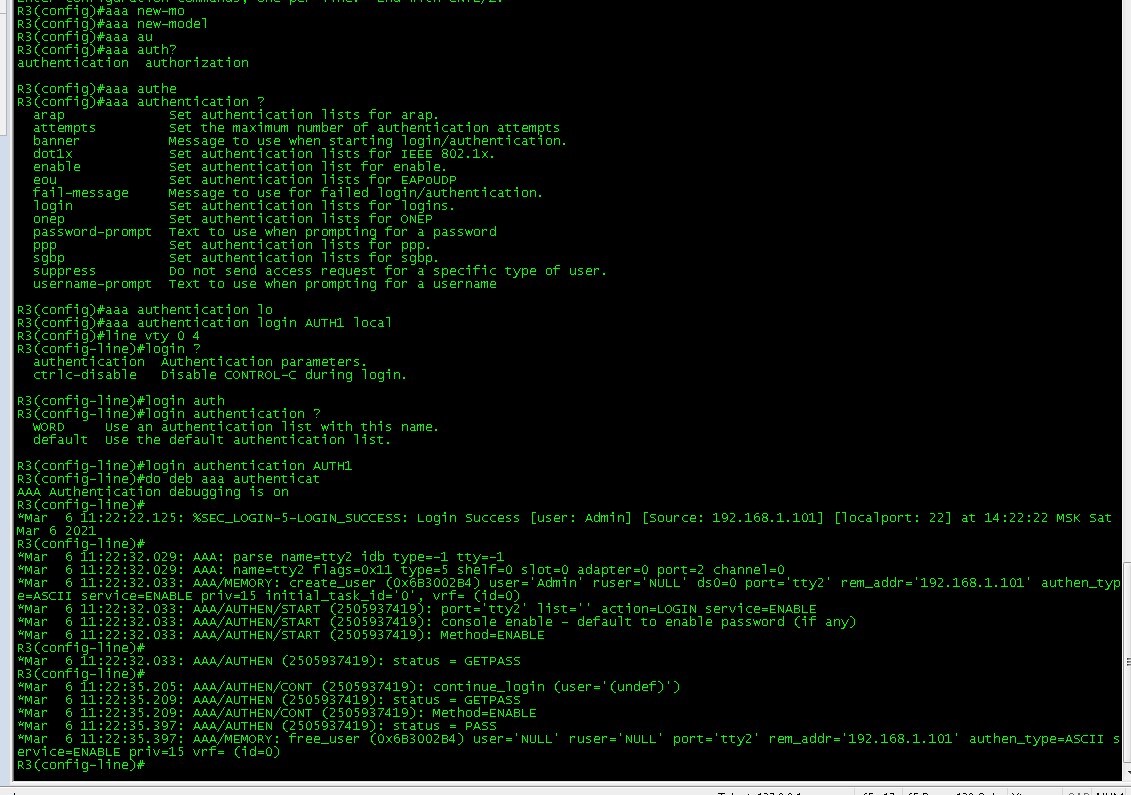 R3(config)#aaa new-mo
R3(config)#aaa new-model
R3(config)#aaa au
R3(config)#aaa auth?
authentication  authorization
R3(config)#aaa authe
R3(config)#aaa authentication ?
  arap             Set authentication lists for arap.
  attempts         Set the maximum number of authentication attempts
  banner           Message to use when starting login/authentication.
  dot1x            Set authentication lists for IEEE 802.1x.
  enable           Set authentication list for enable.
  eou              Set authentication lists for EAPoUDP
  fail-message     Message to use for failed login/authentication.
  login            Set authentication lists for logins.
  onep             Set authentication lists for ONEP
  password-prompt  Text to use when prompting for a password
  ppp              Set authentication lists for ppp.
  sgbp             Set authentication lists for sgbp.
  suppress         Do not send access request for a specific type of user.
  username-prompt  Text to use when prompting for a username
R3(config)#aaa authentication lo
R3(config)#aaa authentication login AUTH1 local
R3(config)#line vty 0 4
R3(config-line)#login ?
  authentication  Authentication parameters.
  ctrlc-disable   Disable CONTROL-C during login.
R3(config-line)#login auth
R3(config-line)#login authentication ?
  WORD     Use an authentication list with this name.
  default  Use the default authentication list.
R3(config-line)#login authentication AUTH1
R3(config-line)#do deb aaa authenticat
AAA Authentication debugging is on
R3(config-line)#
*Mar  6 11:22:22.125: %SEC_LOGIN-5-LOGIN_SUCCESS: Login Success [user: Admin] [Source: 192.168.1.101] [localport: 22] at 14:22:22 MSK Sat
Mar 6 2021
R3(config-line)#
*Mar  6 11:22:32.029: AAA: parse name=tty2 idb type=-1 tty=-1
*Mar  6 11:22:32.029: AAA: name=tty2 flags=0x11 type=5 shelf=0 slot=0 adapter=0 port=2 channel=0
*Mar  6 11:22:32.033: AAA/MEMORY: create_user (0x6B3002B4) user='Admin' ruser='NULL' ds0=0 port='tty2' rem_addr='192.168.1.101' authen_typ
e=ASCII service=ENABLE priv=15 initial_task_id='0', vrf= (id=0)
*Mar  6 11:22:32.033: AAA/AUTHEN/START (2505937419): port='tty2' list='' action=LOGIN service=ENABLE
*Mar  6 11:22:32.033: AAA/AUTHEN/START (2505937419): console enable - default to enable password (if any)
*Mar  6 11:22:32.033: AAA/AUTHEN/START (2505937419): Method=ENABLE
R3(config-line)#
*Mar  6 11:22:32.033: AAA/AUTHEN (2505937419): status = GETPASS
R3(config-line)#
*Mar  6 11:22:35.205: AAA/AUTHEN/CONT (2505937419): continue_login (user='(undef)')
*Mar  6 11:22:35.209: AAA/AUTHEN (2505937419): status = GETPASS
*Mar  6 11:22:35.209: AAA/AUTHEN/CONT (2505937419): Method=ENABLE
*Mar  6 11:22:35.397: AAA/AUTHEN (2505937419): status = PASS
*Mar  6 11:22:35.397: AAA/MEMORY: free_user (0x6B3002B4) user='NULL' ruser='NULL' port='tty2' rem_addr='192.168.1.101' authen_type=ASCII s
ervice=ENABLE priv=15 vrf= (id=0)
R3(config-line)#